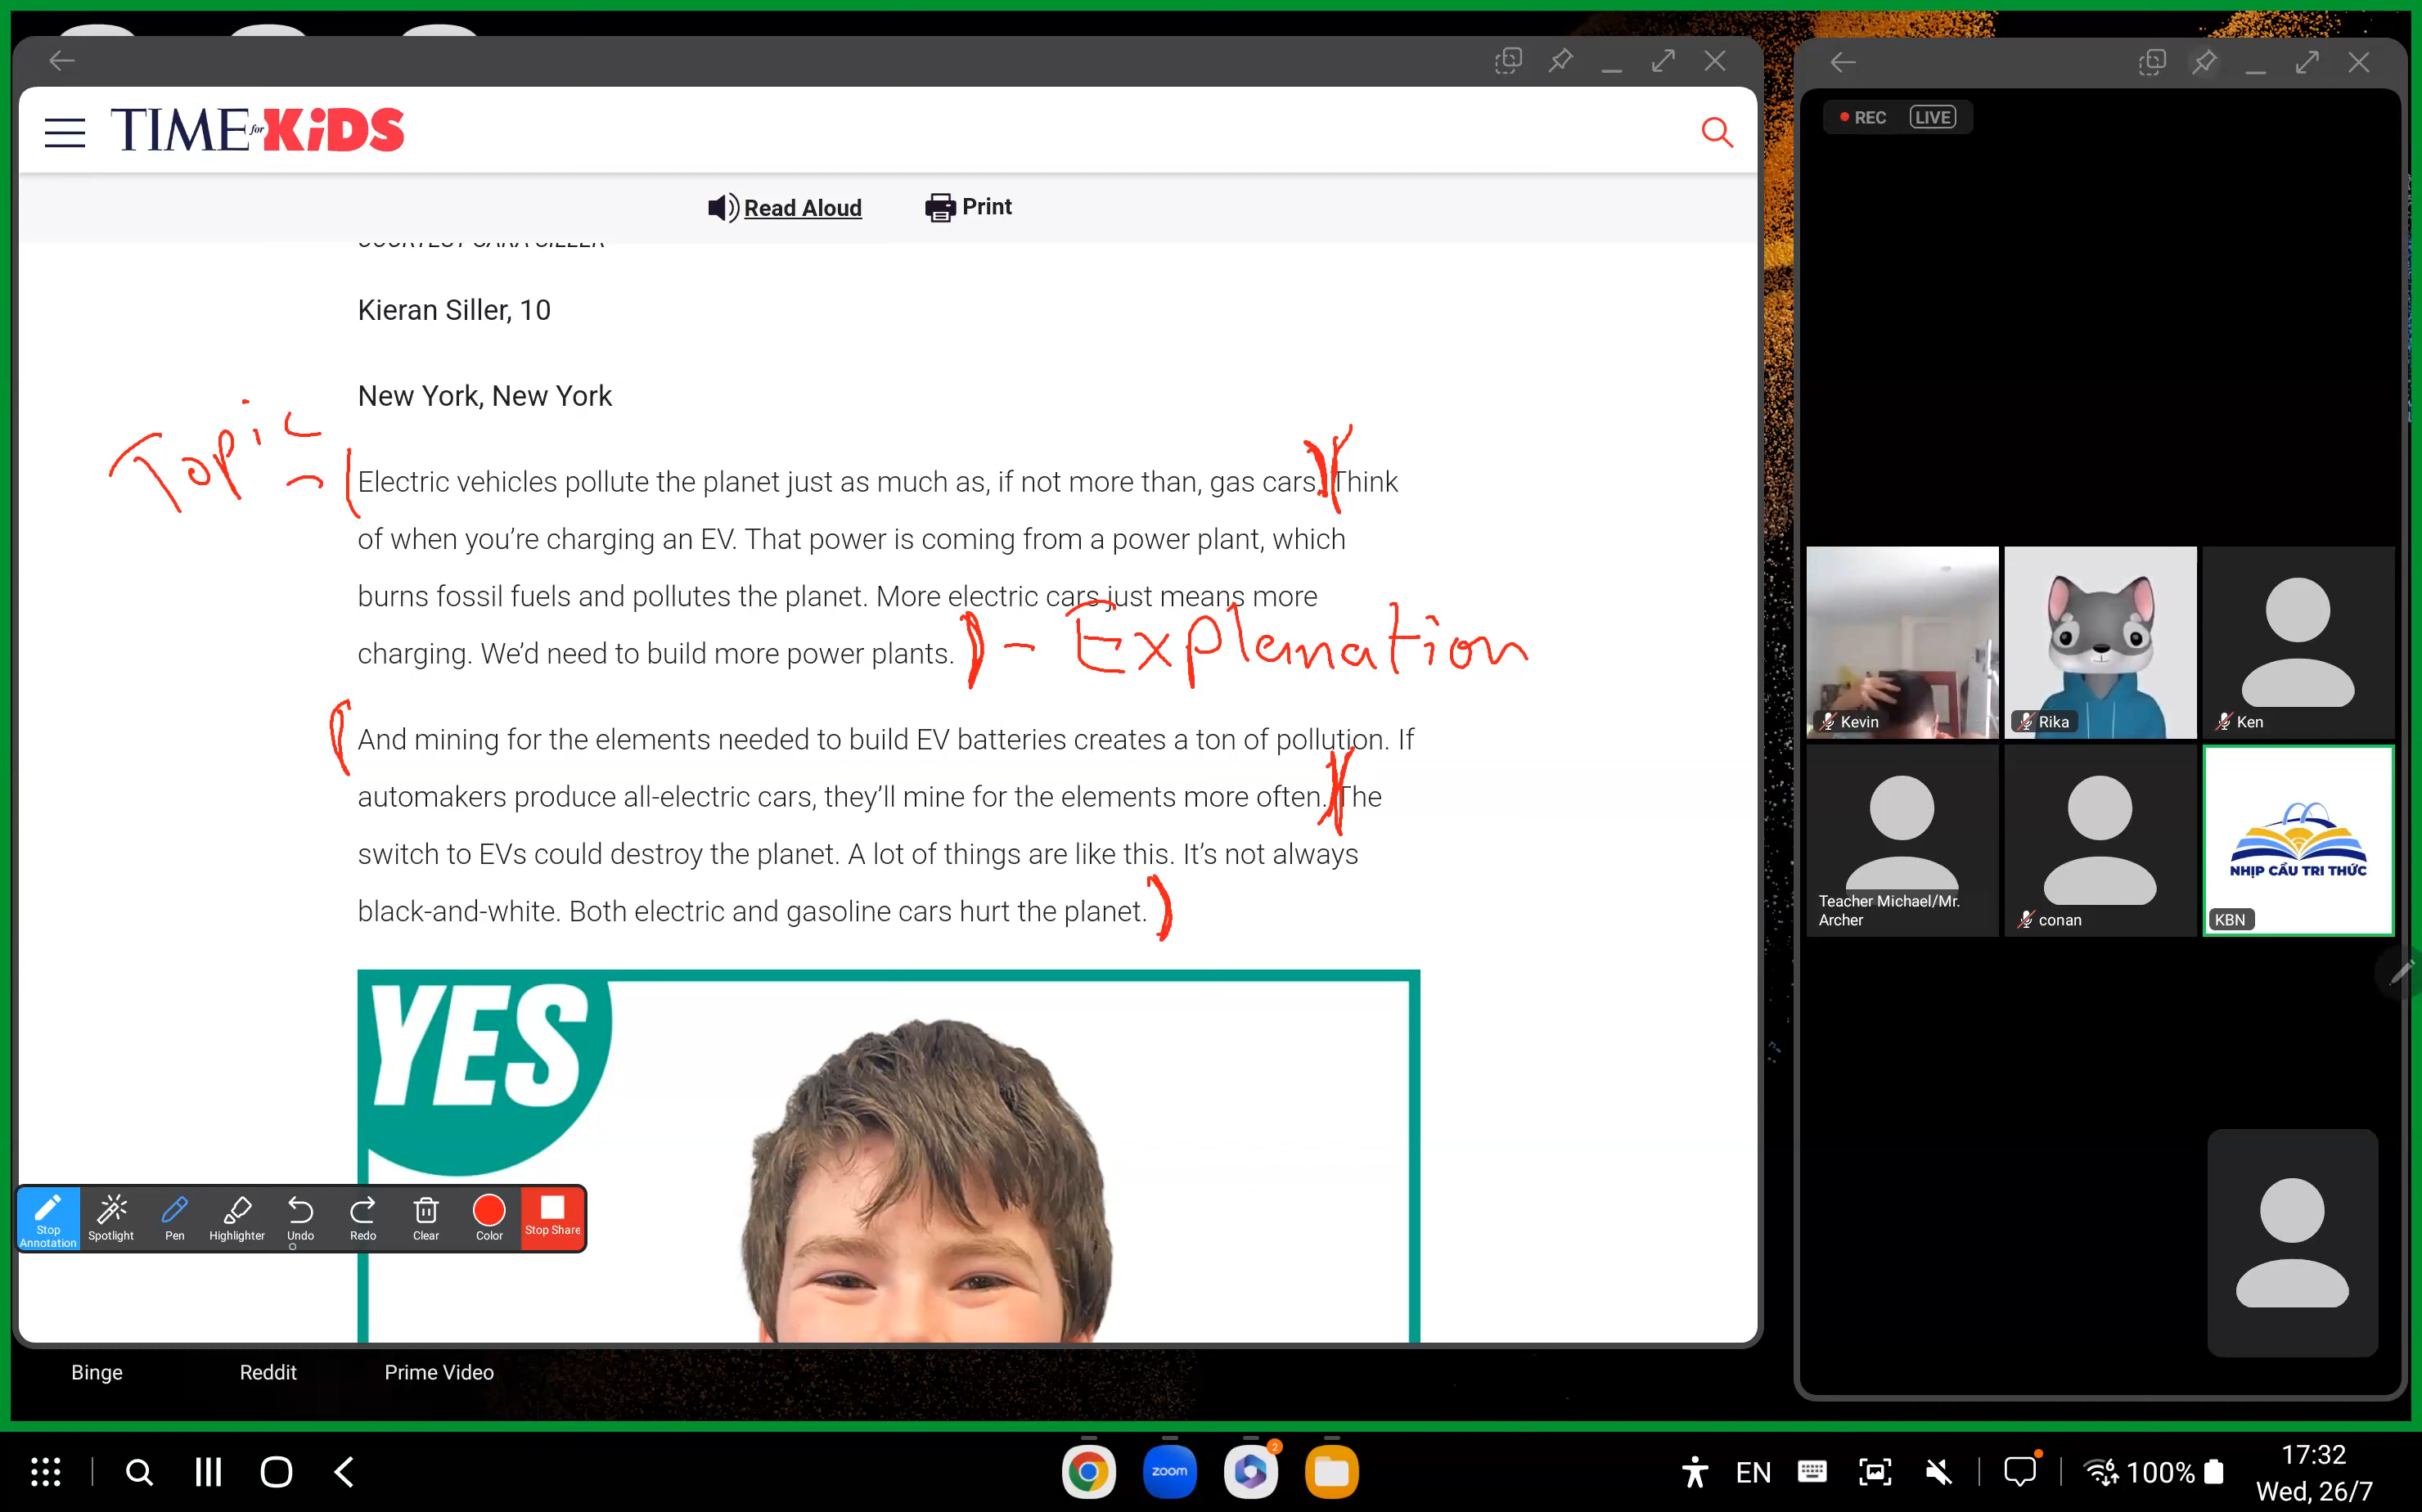 TIME for KiDS
Read Aloud Print
Kieran Siller, 10
New York, New York
Topic
Electric vehicles pollute the planet just as much as, if not more than, gas cars. Think
of when you're charging an EV. That power is coming from a power plant, which
burns fossil fuels and pollutes the planet. More electric cars just means more
charging. We'd need to build more power plants.
- Explanation
And mining for the elements needed to build EV batteries creates a ton of pollution. If
automakers produce all-electric cars, they'll mine for the elements more often. The
switch to EVs could destroy the planet. A lot of things are like this. It's not always
black-and-white. Both electric and gasoline cars hurt the planet.
YES
Stop Annotation
Spotlight
Pen
Highlighter
Undo
Redo
Clear
Color
Stop Share
Binge
Reddit
Prime Video
REC LIVE
Kevin
Rika
Ken
Teacher Michael/Mr.
Archer
conan
NHỊP CẦU TRI THỨC
KBN
zoom
2
EN
6
100%
17:32
Wed, 26/7